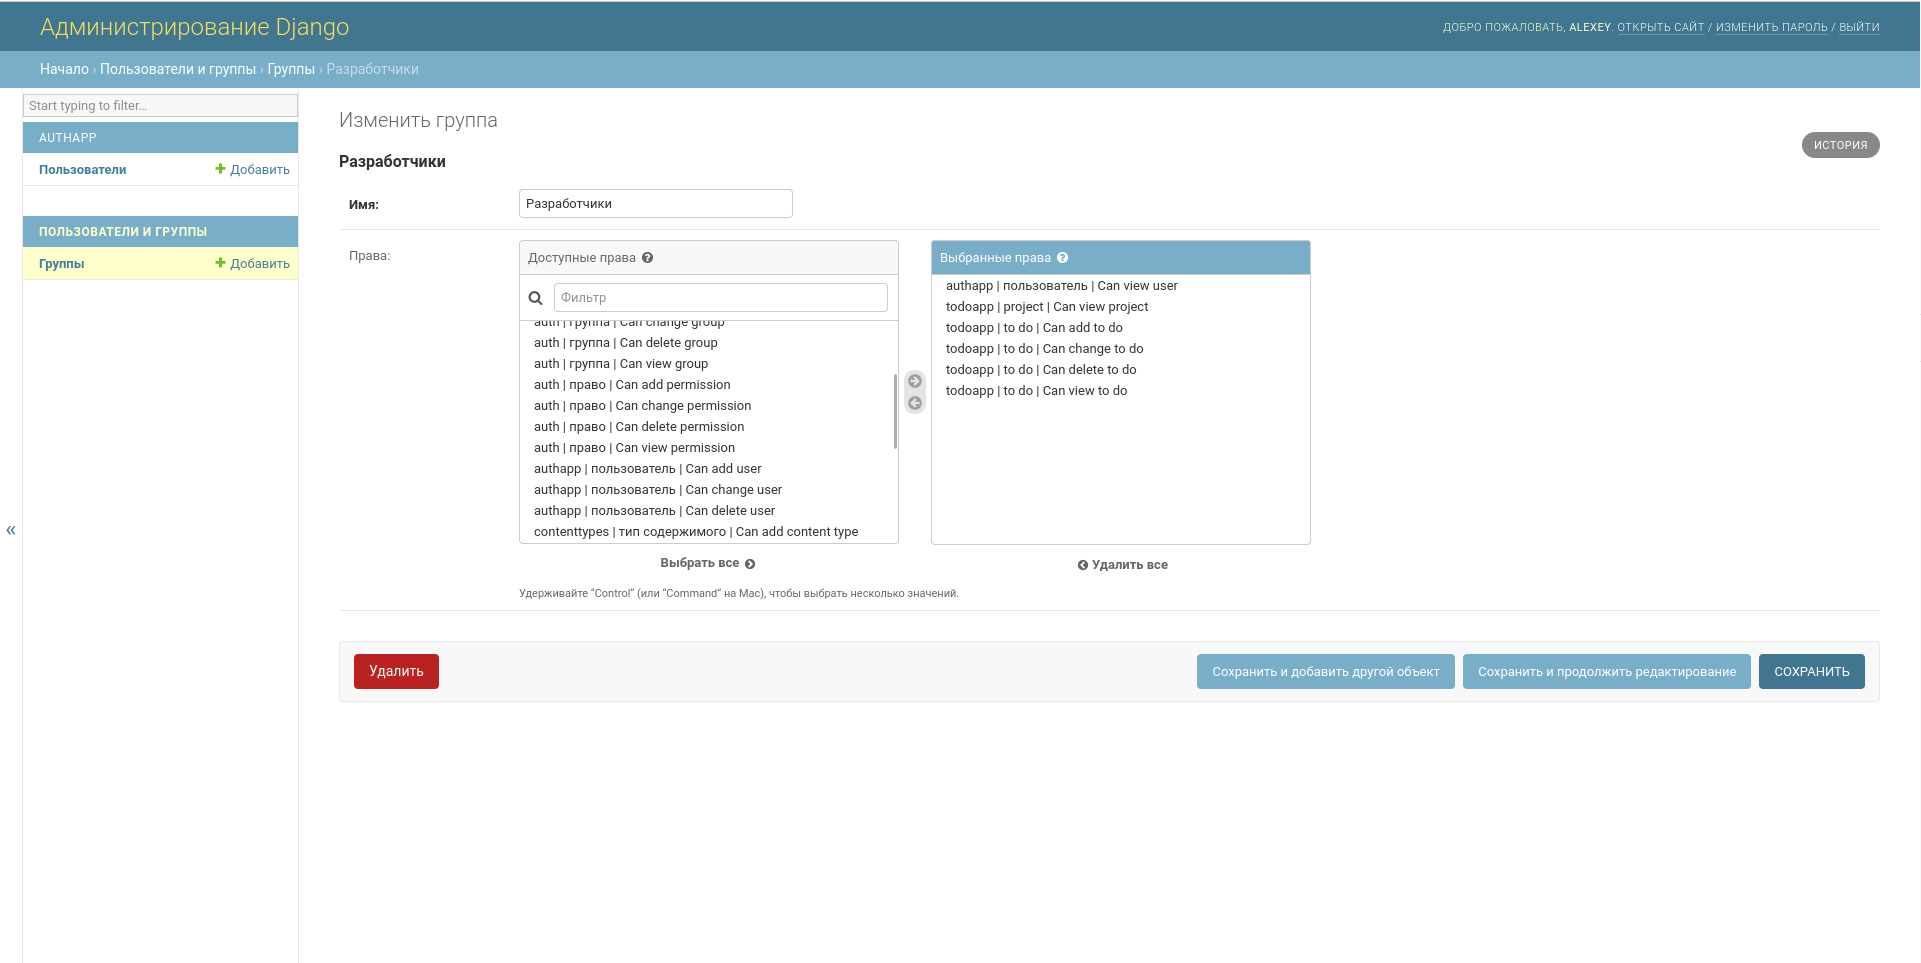 Администрирование Django
ДОБРО ПОЖАЛОВАТЬ, ALEXEY. ОТКРЫТЬ САЙТ / ИЗМЕНИТЬ ПАРОЛЬ / ВЫЙТИ
Начало › Пользователи и группы › Группы › Разработчики
Start typing to filter...
AUTHAPP
Пользователи + Добавить
ПОЛЬЗОВАТЕЛИ И ГРУППЫ
Группы + Добавить
«
Изменить группа
ИСТОРИЯ
Разработчики
Имя: Разработчики
Права:
Доступные права ?
Фильтр
auth | группа | Can change group
auth | группа | Can delete group
auth | группа | Can view group
auth | право | Can add permission
auth | право | Can change permission
auth | право | Can delete permission
auth | право | Can view permission
authapp | пользователь | Can add user
authapp | пользователь | Can change user
authapp | пользователь | Can delete user
contenttypes | тип содержимого | Can add content type
Выбрать все
Выбранные права ?
authapp | пользователь | Can view user
todoapp | project | Can view project
todoapp | to do | Can add to do
todoapp | to do | Can change to do
todoapp | to do | Can delete to do
todoapp | to do | Can view to do
Удалить все
Удерживайте “Control“ (или “Command“ на Mac), чтобы выбрать несколько значений.
Удалить
Сохранить и добавить другой объект
Сохранить и продолжить редактирование
СОХРАНИТЬ